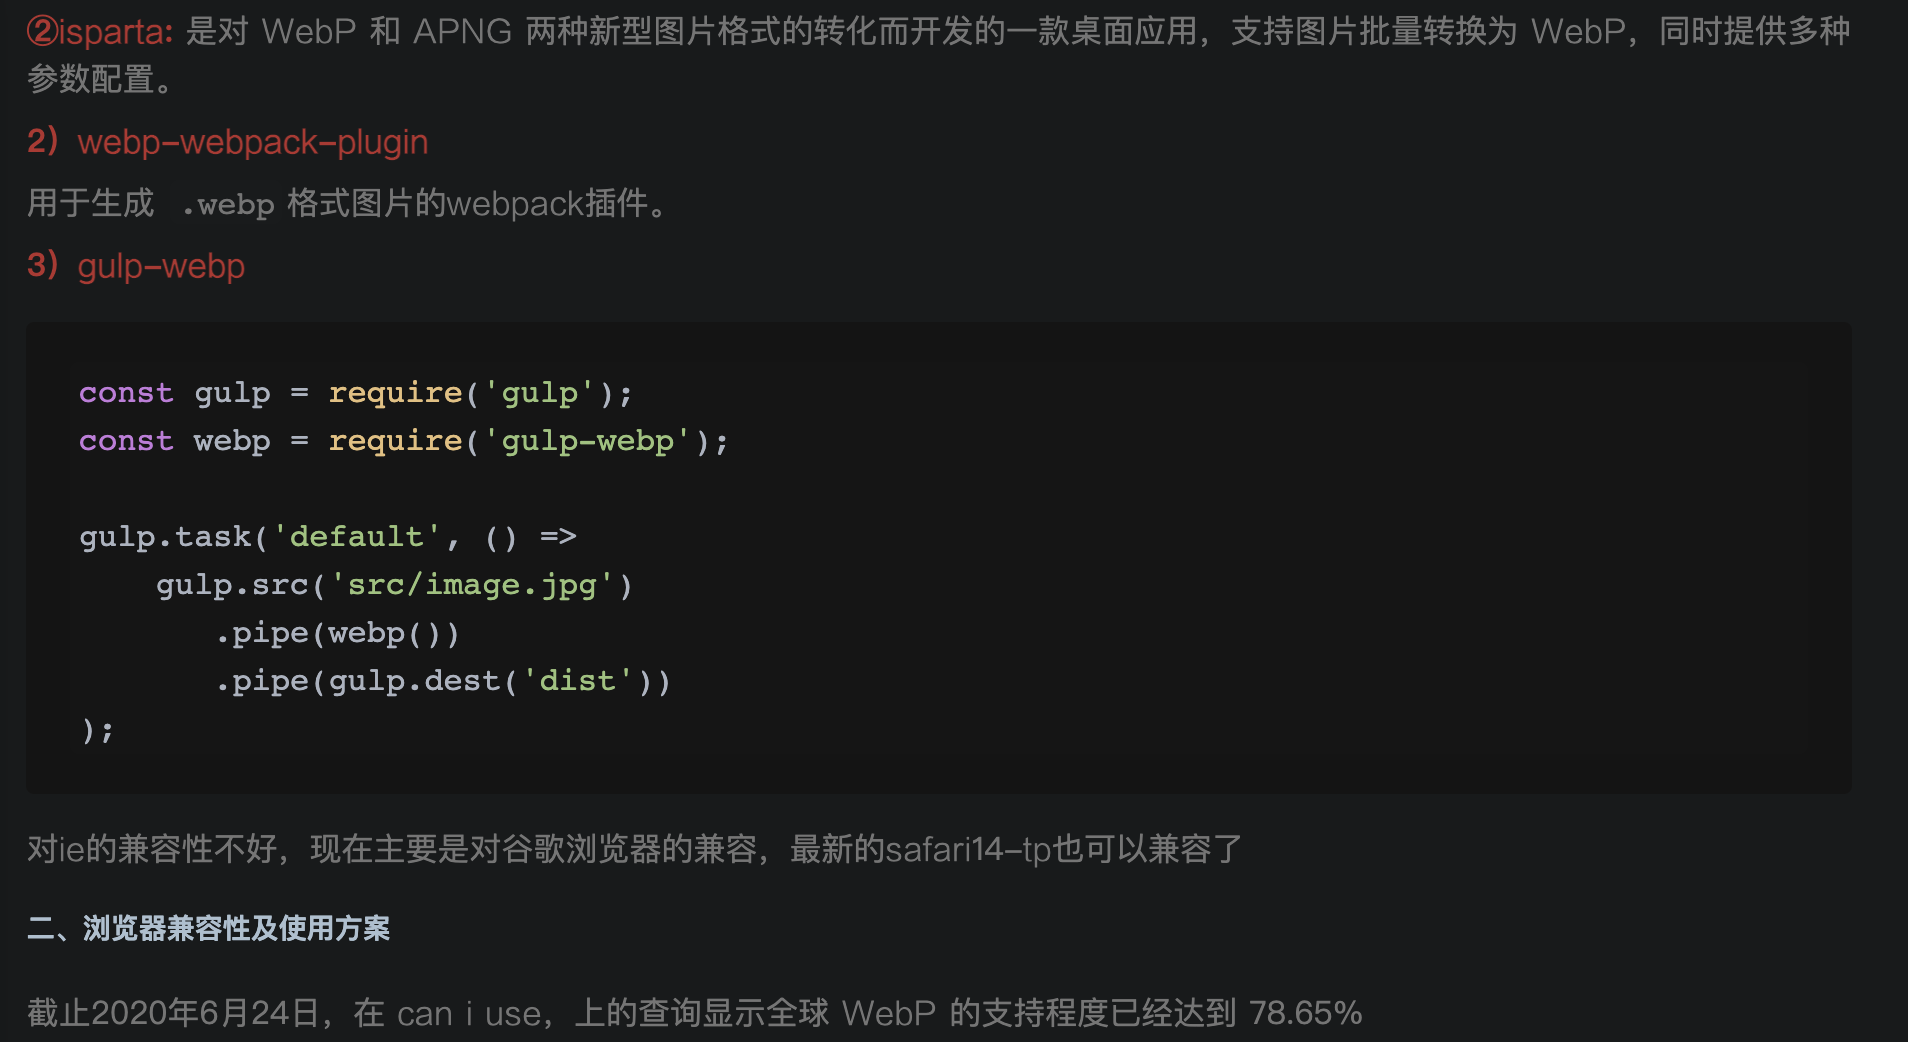 ②isparta: 是对 WebP 和 APNG 两种新型图片格式的转化而开发的一款桌面应用，支持图片批量转换为 WebP，同时提供多种
参数配置。
2）webp-webpack-plugin
用于生成 .webp 格式图片的webpack插件。
3）gulp-webp
const gulp = require('gulp');
const webp = require('gulp-webp');
gulp.task('default', () =>
    gulp.src('src/image.jpg')
       .pipe(webp())
       .pipe(gulp.dest('dist'))
);
对ie的兼容性不好，现在主要是对谷歌浏览器的兼容，最新的safari14-tp也可以兼容了
二、浏览器兼容性及使用方案
截止2020年6月24日，在 can i use，上的查询显示全球 WebP 的支持程度已经达到 78.65%